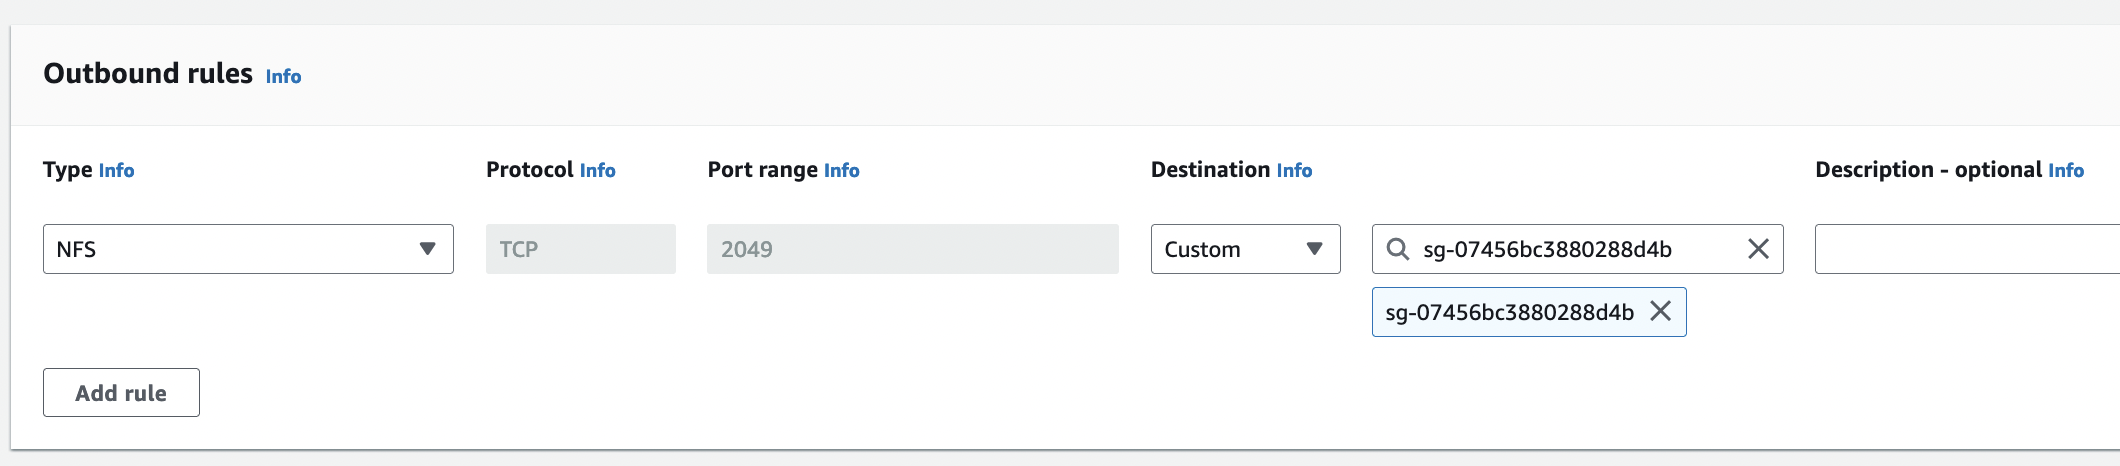 Outbound rules Info
Type Info Protocol Info Port range Info Destination Info Description - optional Info
NFS TCP 2049 Custom sg-07456bc3880288d4b
sg-07456bc3880288d4b
Add rule